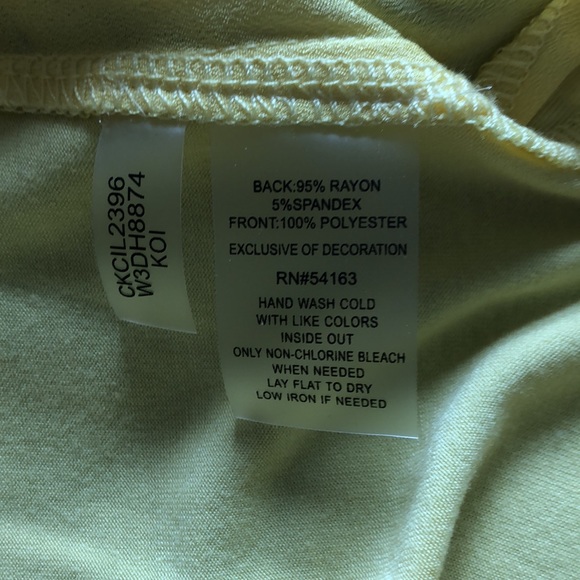 CKCIL2396
W3DH8874
KOI
BACK:95% RAYON
5%SPANDEX
FRONT:100% POLYESTER
EXCLUSIVE OF DECORATION
RN#54163
HAND WASH COLD
WITH LIKE COLORS
INSIDE OUT
ONLY NON-CHLORINE BLEACH
WHEN NEEDED
LAY FLAT TO DRY
LOW IRON IF NEEDED